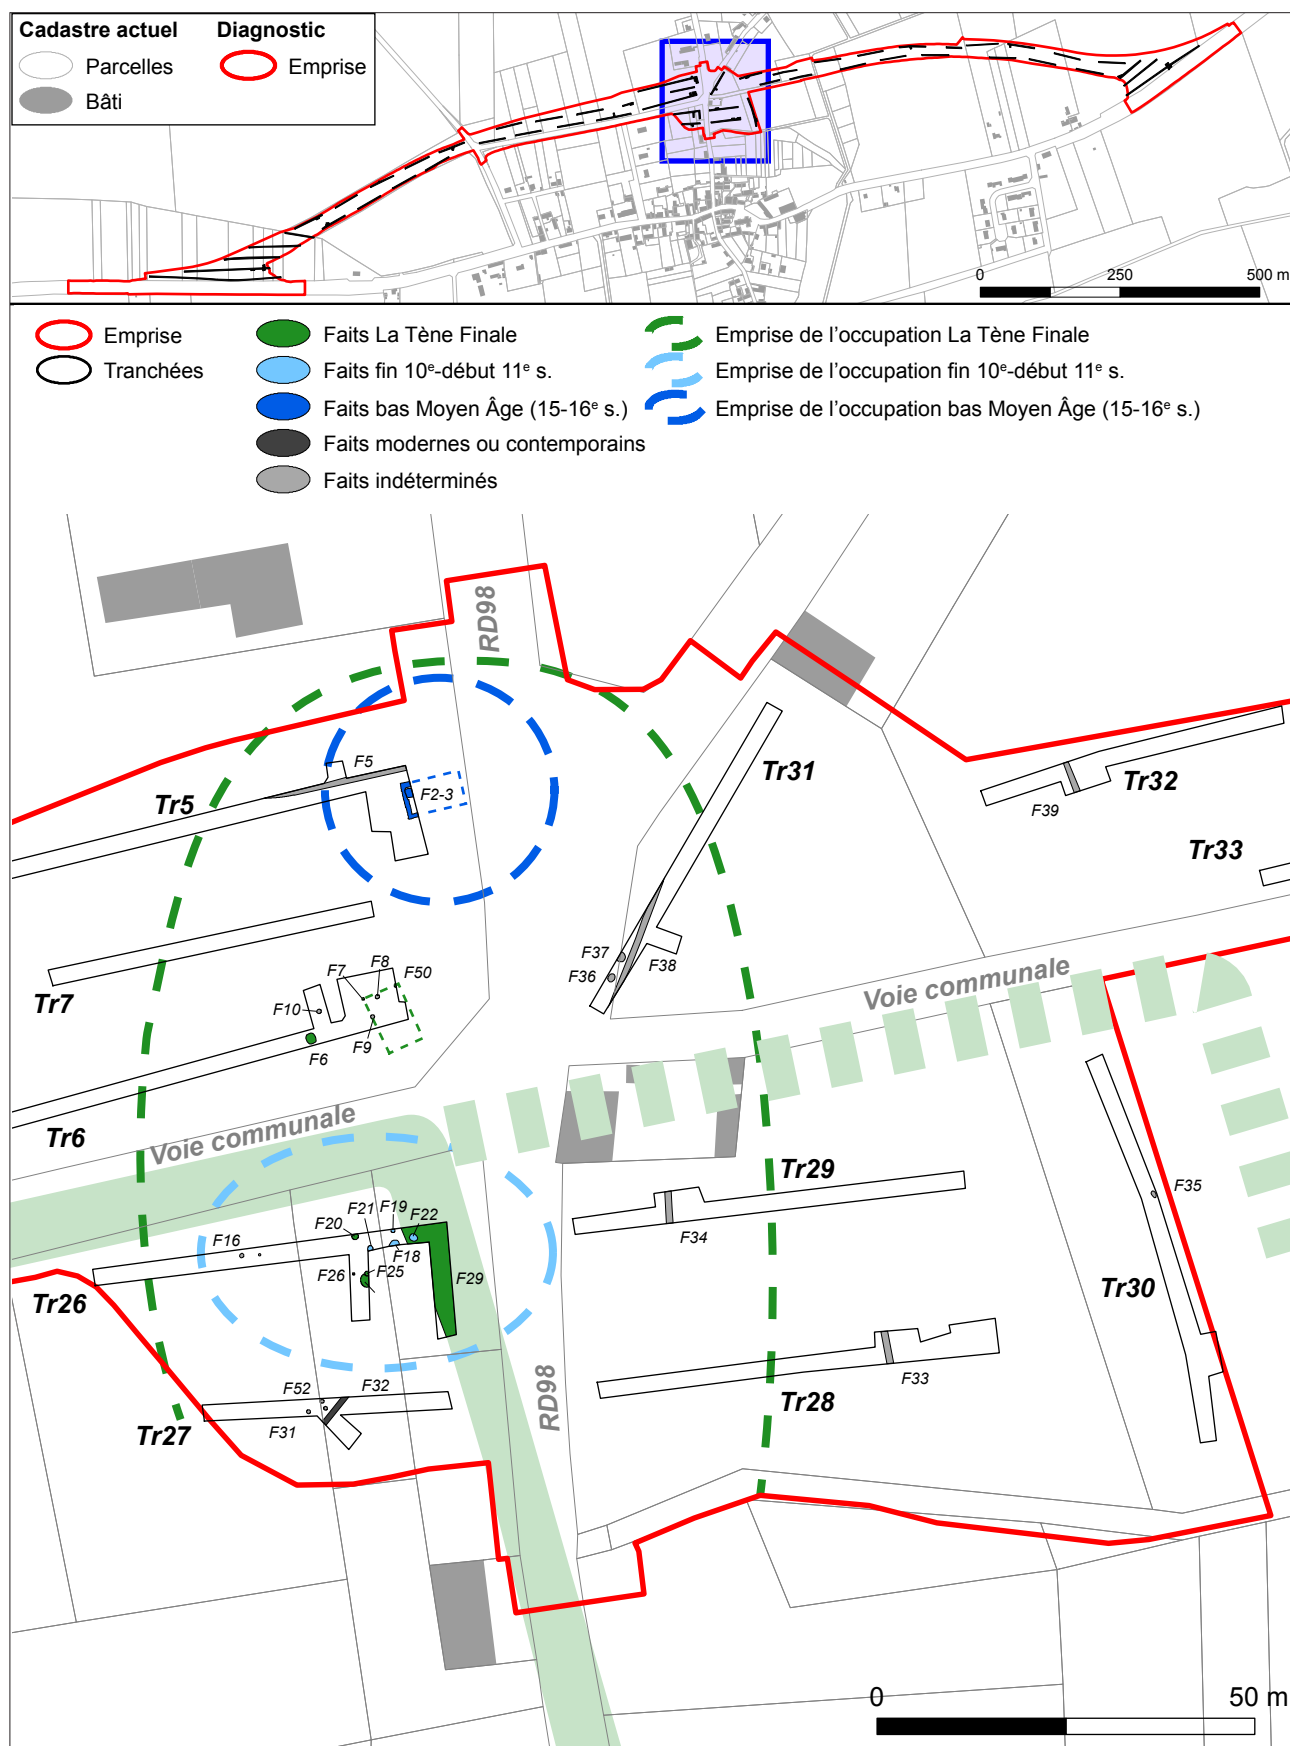 Cadastre actuel Diagnostic
Parcelles Emprise
Bâti
0 250 500 m
Emprise Faits La Tène Finale Emprise de l’occupation La Tène Finale
Tranchées Faits fin 10e-début 11e s. Emprise de l’occupation fin 10e-début 11e s.
Faits bas Moyen Âge (15-16e s.) Emprise de l’occupation bas Moyen Âge (15-16e s.)
Faits modernes ou contemporains
Faits indéterminés
RD98
F5
Tr31
Tr5
F2-3
Tr32
F39
Tr33
F37
F36
F38
F7 F8 F50
Tr7
F10
F9
F6
Voie communale
Tr6
Voie communale
Tr29
F35
F21 F19
F20 F22
F16
F18
F34
F26 F25 F29
Tr26
Tr30
F52 F32
F33
Tr28
RD98
Tr27
F31
0 50 m